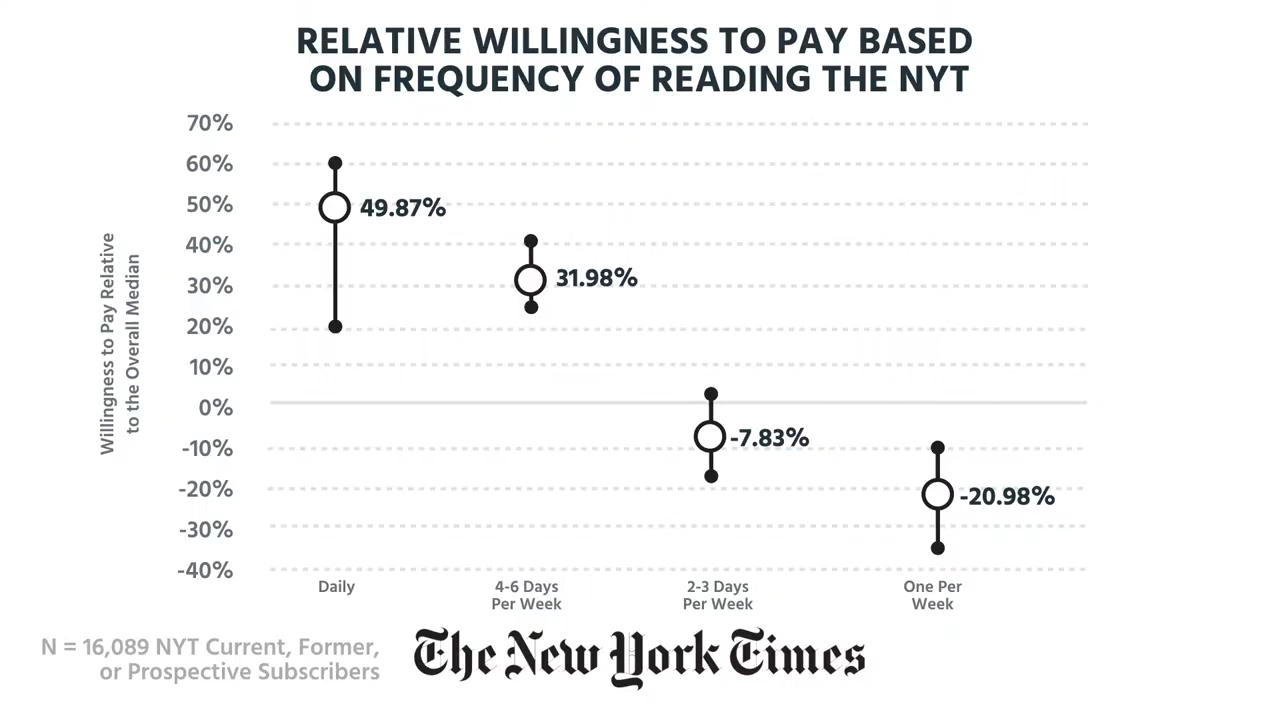 RELATIVE WILLINGNESS TO PAY BASED
ON FREQUENCY OF READING THE NYT
Willingness to Pay Relative
to the Overall Median
70%
60%
50%
40%
30%
20%
10%
0%
-10%
-20%
-30%
-40%
49.87%
31.98%
-7.83%
-20.98%
Daily
4-6 Days
Per Week
2-3 Days
Per Week
One Per
Week
N = 16,089 NYT Current, Former,
or Prospective Subscribers
The New York Times